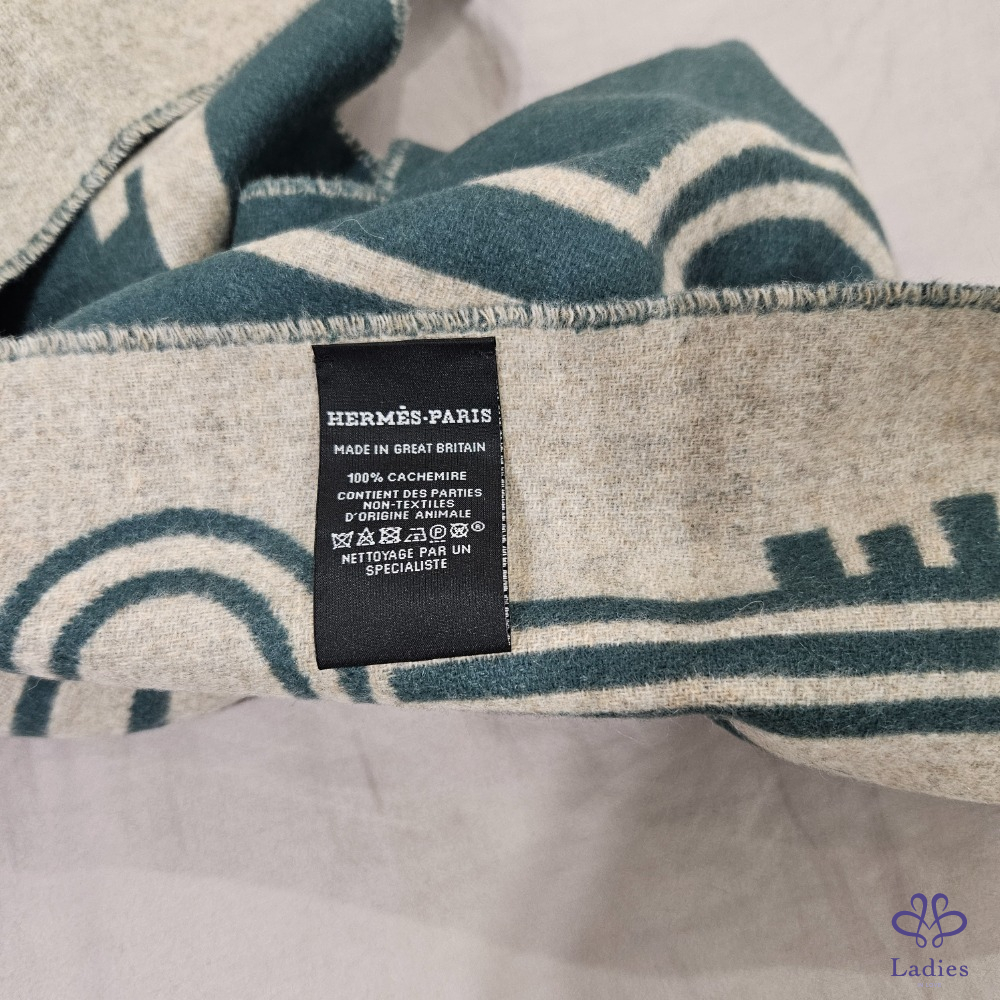 HERMÈS-PARIS
MADE IN GREAT BRITAIN
100% CACHEMIRE
CONTIENT DES PARTIES
NON-TEXTILES
D'ORIGINE ANIMALE
NETTOYAGE PAR UN
SPECIALISTE
Ladies